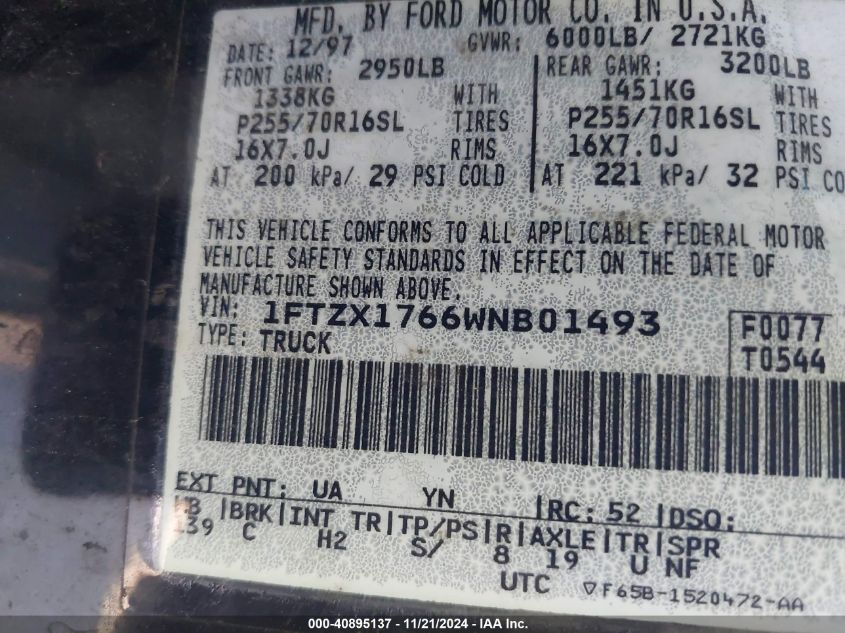 MFD. BY FORD MOTOR CO. IN U.S.A.
DATE: 12/97 GVWR: 6000LB/ 2721KG
FRONT GAWR: 2950LB REAR GAWR: 3200LB
1338KG WITH 1451KG WITH
P255/70R16SL TIRES P255/70R16SL TIRES
16X7.0J RIMS 16X7.0J RIMS
AT 200 kPa/ 29 PSI COLD AT 221 kPa/ 32 PSI CO
THIS VEHICLE CONFORMS TO ALL APPLICABLE FEDERAL MOTOR
VEHICLE SAFETY STANDARDS IN EFFECT ON THE DATE OF
MANUFACTURE SHOWN ABOVE.
VIN: 1FTZX1766WNB01493 F0077
TYPE: TRUCK T0544
EXT PNT: UA YN RC: 52 DSO:
WB BRK INT TR TP/PS R AXLE TR SPR
139 C H2 S/ 8 19 U NF
UTC ▽F65B-1520472-AA
000-40895137 - 11/21/2024 - IAA Inc.